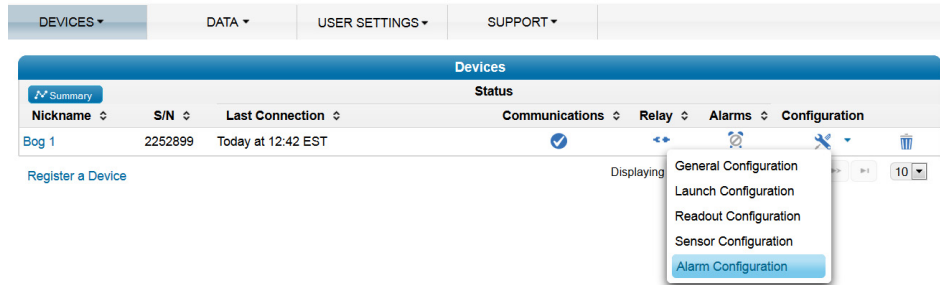 DEVICES DATA USER SETTINGS SUPPORT
Devices
Summary Status
Nickname S/N Last Connection Communications Relay Alarms Configuration
Bog 1 2252899 Today at 12:42 EST
Register a Device Displaying 10
General Configuration
Launch Configuration
Readout Configuration
Sensor Configuration
Alarm Configuration